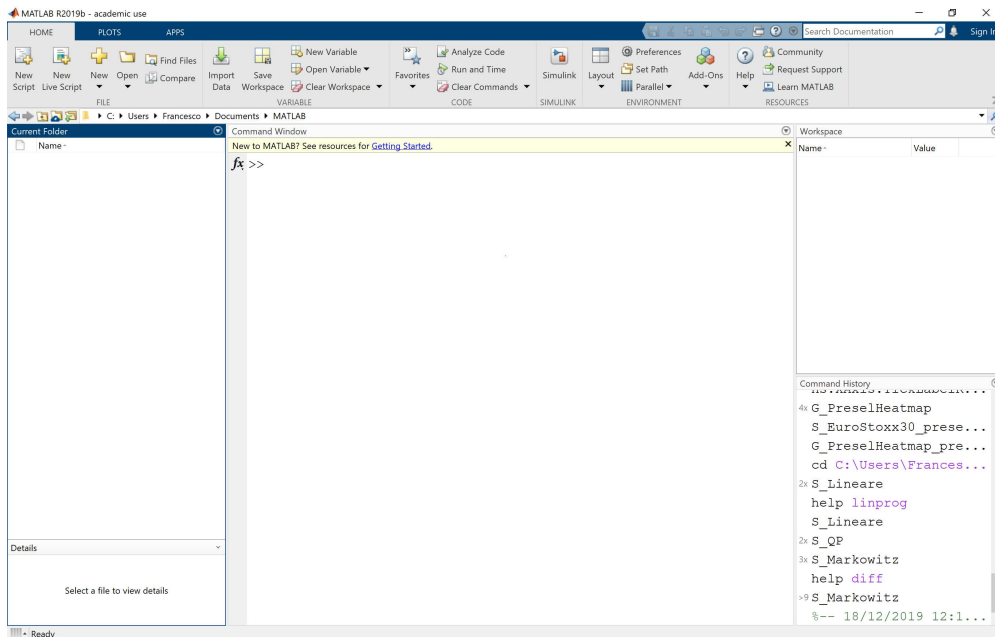 MATLAB R2019b - academic use
HOME PLOTS APPS
Search Documentation
Sign In
New Script
New Live Script
New
Open
Find Files
Compare
Import Data
Save Workspace
New Variable
Open Variable
Clear Workspace
Favorites
Analyze Code
Run and Time
Clear Commands
Simulink
Layout
Preferences
Set Path
Parallel
Add-Ons
Help
Community
Request Support
Learn MATLAB
FILE VARIABLE CODE SIMULINK ENVIRONMENT RESOURCES
C: Users Francesco Documents MATLAB
Current Folder
Name
Command Window
New to MATLAB? See resources for Getting Started.
fx >>
Workspace
Name Value
Command History
4x G_PreselHeatmap
S_EuroStoxx30_prese...
G_PreselHeatmap_pre...
cd C:\Users\Frances...
2x S_Lineare
help linprog
S_Lineare
2x S_QP
3x S_Markowitz
help diff
>9 S_Markowitz
%-- 18/12/2019 12:1...
Details
Select a file to view details
Ready